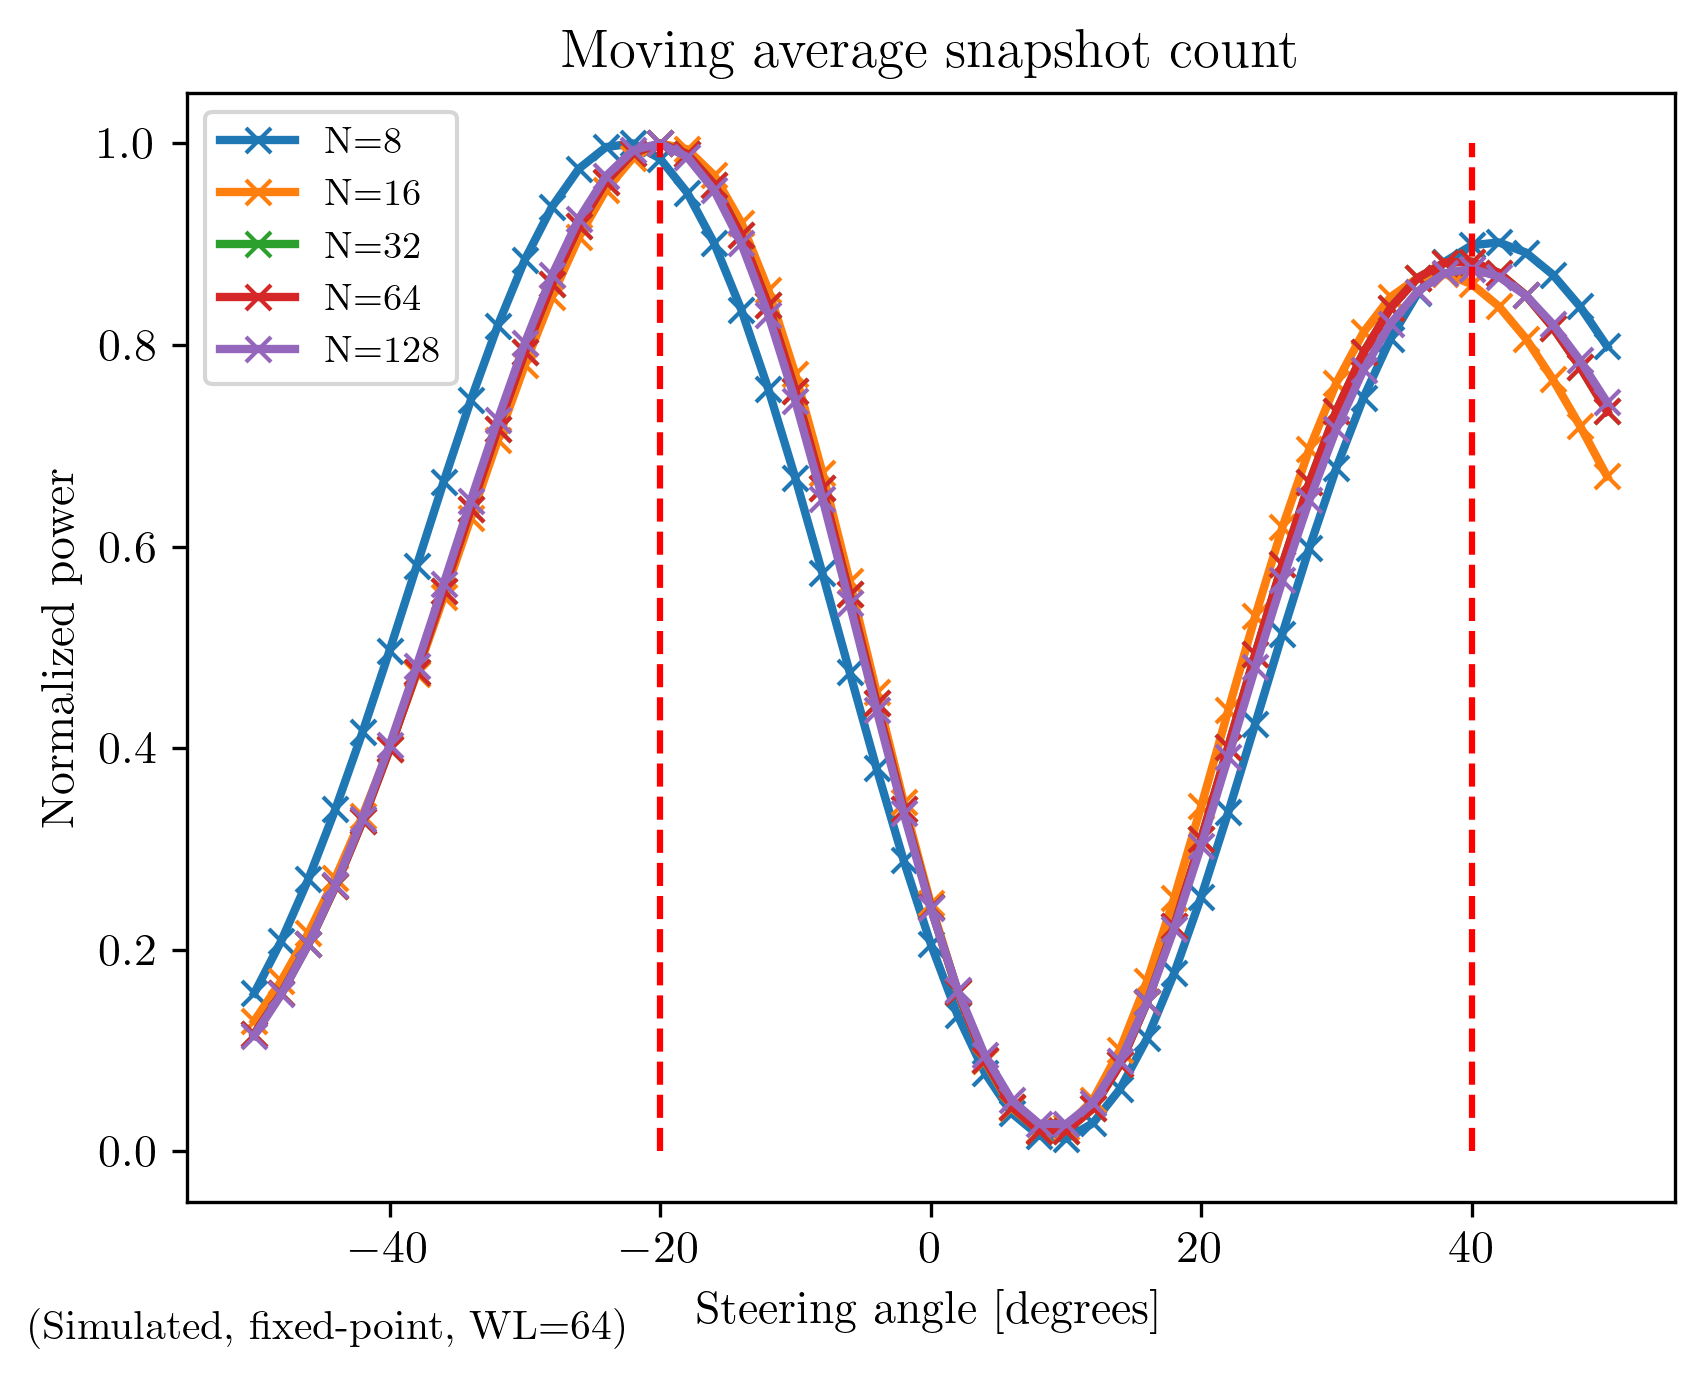 Moving average snapshot count
N=8
N=16
N=32
N=64
N=128
1.0
0.8
0.6
0.4
0.2
0.0
Normalized power
−40
−20
0
20
40
Steering angle [degrees]
(Simulated, fixed-point, WL=64)